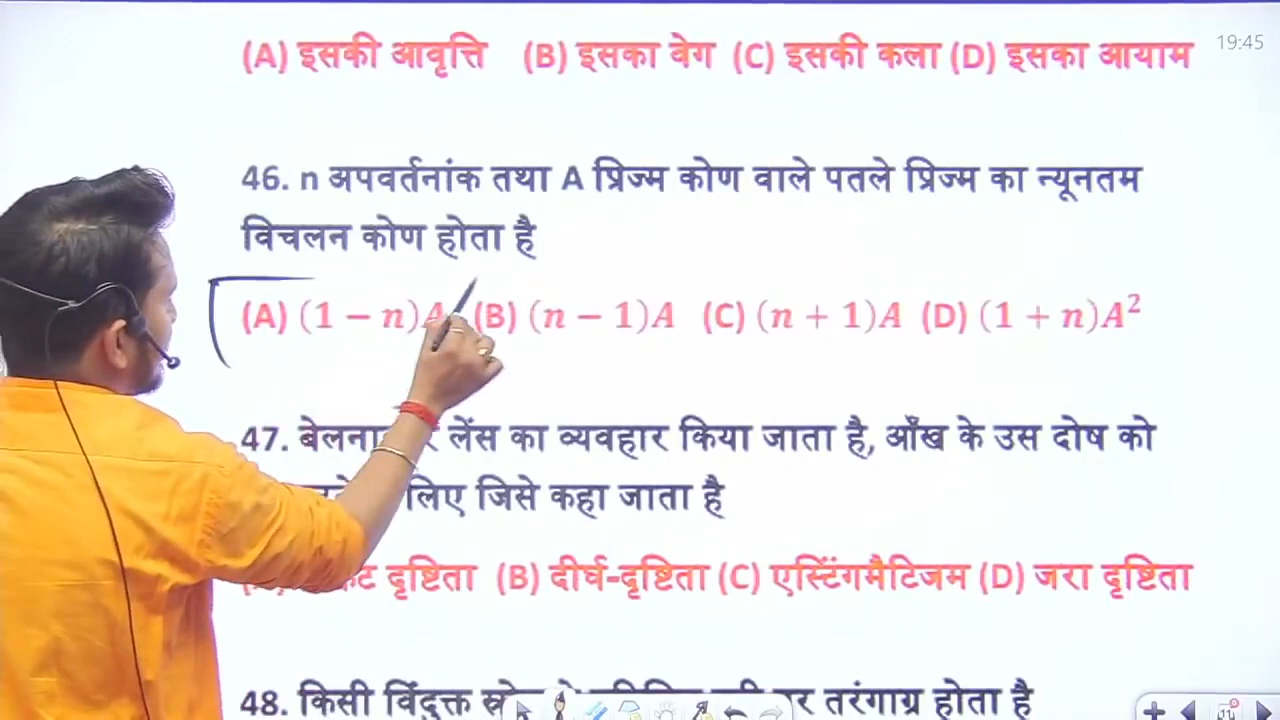 (A) इसकी आवृत्ति (B) इसका वेग (C) इसकी कला (D) इसका आयाम
19:45
46. n अपवर्तनांक तथा A प्रिज्म कोण वाले पतले प्रिज्म का न्यूनतम
विचलन कोण होता है
(A) (1 − n)A (B) (n − 1)A (C) (n + 1)A (D) (1 + n)A²
47. लेंस का व्यवहार किया जाता है, आँख के उस दोष को
लिए जिसे कहा जाता है
दृष्टिता (B) दीर्घ-दृष्टिता (C) एस्टिंगमैटिजम (D) जरा दृष्टिता
48. किसी विंदुक्त तरंगाग्र होता है